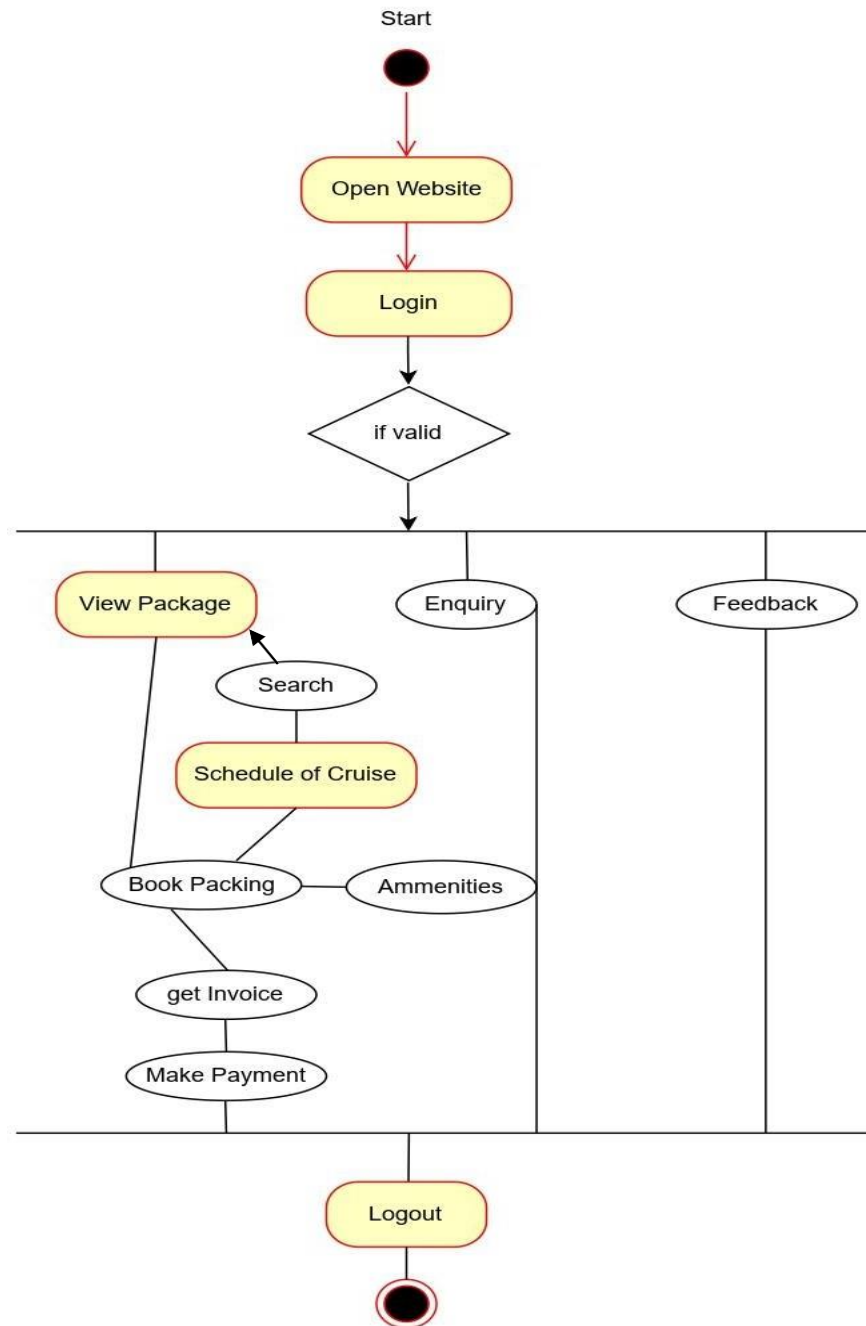 Start
Open Website
Login
if valid
View Package
Enquiry
Feedback
Search
Schedule of Cruise
Book Packing
Ammenities
get Invoice
Make Payment
Logout